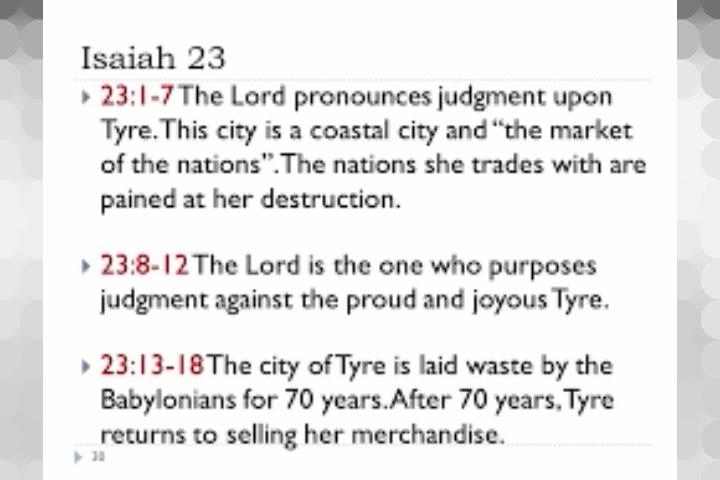 Isaiah 23
23:1-7 The Lord pronounces judgment upon
Tyre. This city is a coastal city and “the market
of the nations”. The nations she trades with are
pained at her destruction.
23:8-12 The Lord is the one who purposes
judgment against the proud and joyous Tyre.
23:13-18 The city of Tyre is laid waste by the
Babylonians for 70 years. After 70 years, Tyre
returns to selling her merchandise.